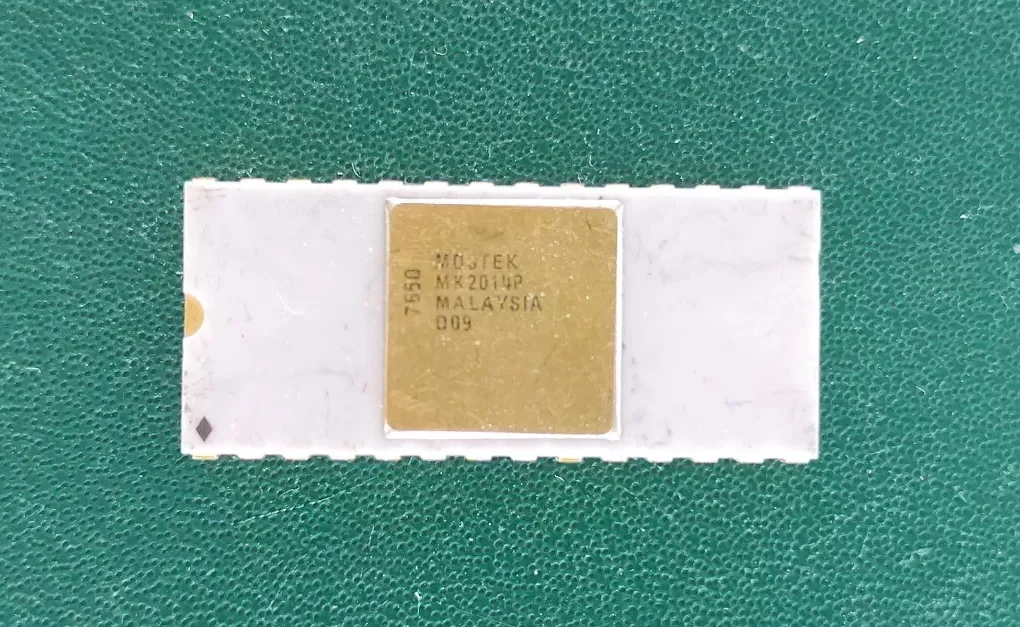 MOSTEK
MK2014P
MALAYSIA
D09
7550